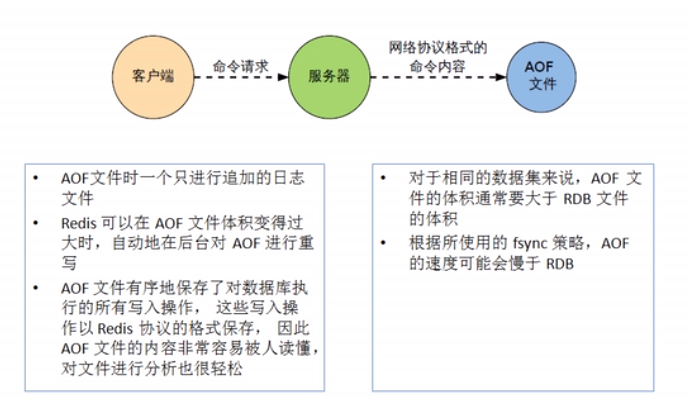 客户端
命令请求
服务器
网络协议格式的
命令内容
AOF
文件
• AOF文件时一个只进行追加的日志
文件
• Redis 可以在 AOF 文件体积变得过
大时，自动地在后台对 AOF 进行重
写
• AOF 文件有序地保存了对数据库执
行的所有写入操作， 这些写入操
作以 Redis 协议的格式保存， 因此
AOF 文件的内容非常容易被人读懂，
对文件进行分析也很轻松
• 对于相同的数据集来说，AOF 文
件的体积通常要大于 RDB 文件
的体积
• 根据所使用的 fsync 策略，AOF
的速度可能会慢于 RDB